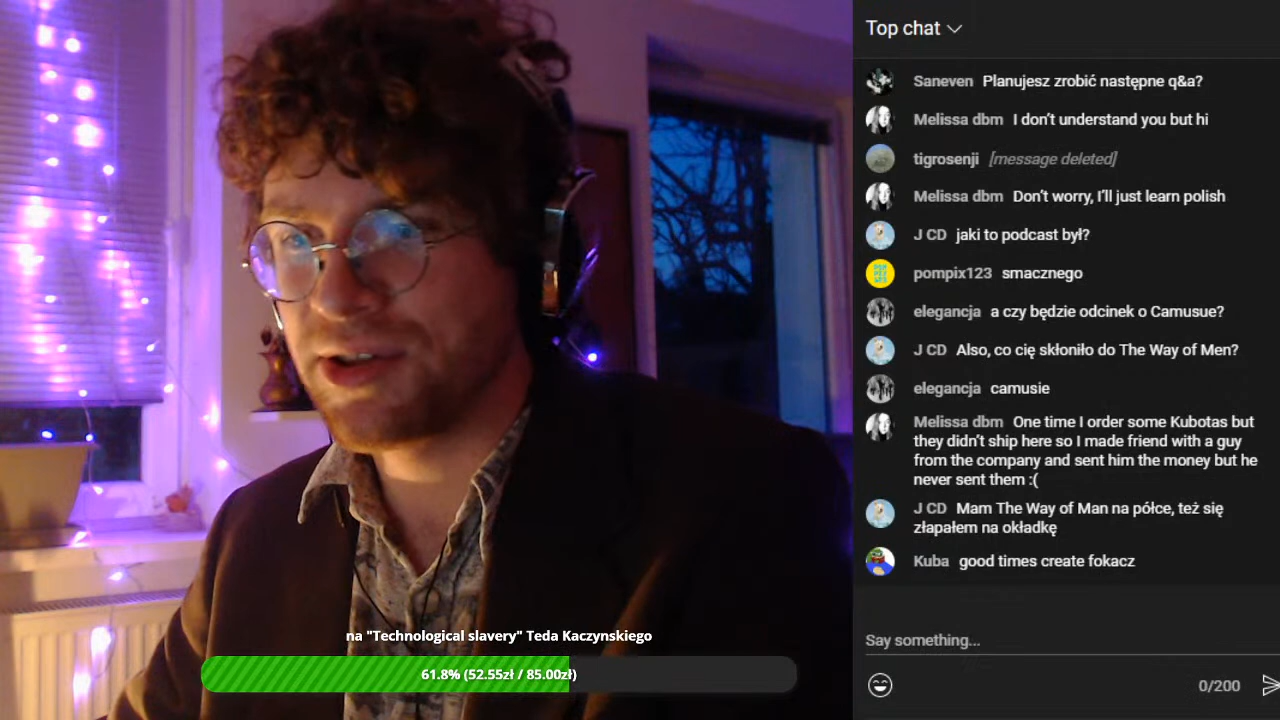 Top chat
Saneven Planujesz zrobić następne q&a?
Melissa dbm I don't understand you but hi
tigrosenji [message deleted]
Melissa dbm Don't worry, I'll just learn polish
J CD jaki to podcast był?
pompix123 smacznego
elegancja a czy będzie odcinek o Camusue?
J CD Also, co cię skłoniło do The Way of Men?
elegancja camusie
Melissa dbm One time I order some Kubotas but
they didn't ship here so I made friend with a guy
from the company and sent him the money but he
never sent them :(
J CD Mam The Way of Man na półce, też się
złapałem na okładkę
Kuba good times create fokacz
Say something...
0/200
na "Technological slavery" Teda Kaczynskiego
61.8% (52.55zł / 85.00zł)